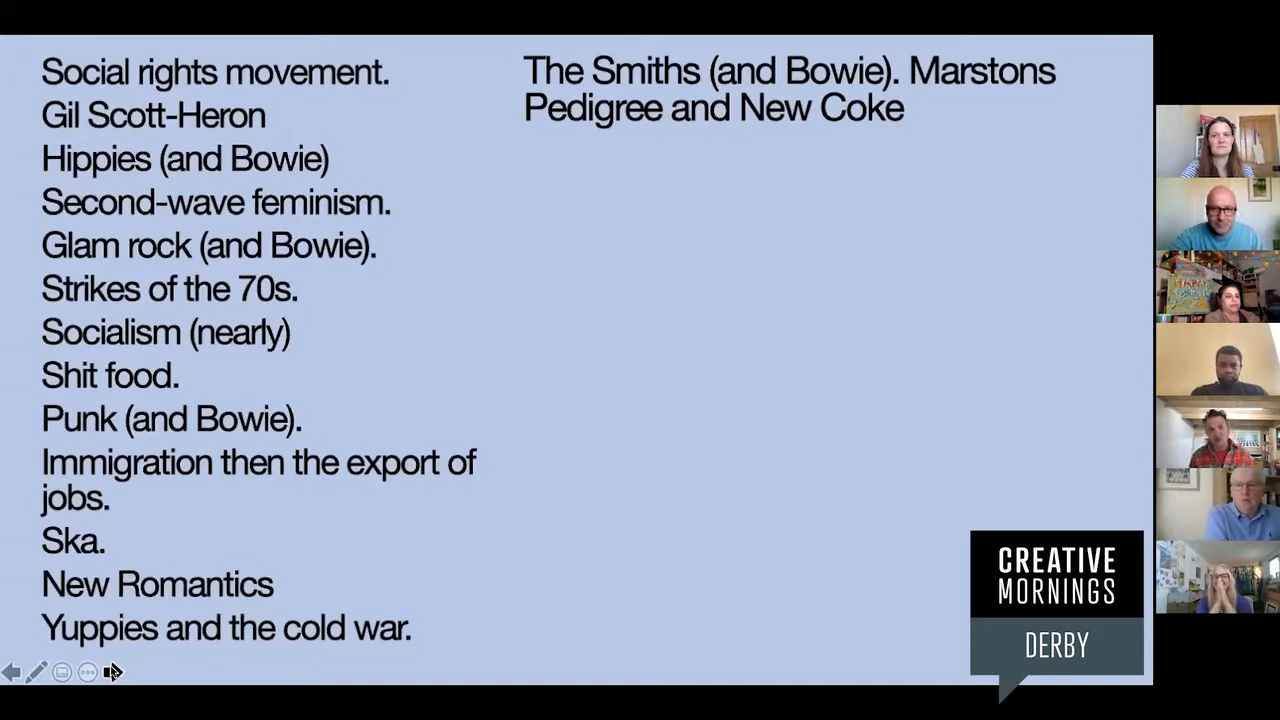 Social rights movement.
Gil Scott-Heron
Hippies (and Bowie)
Second-wave feminism.
Glam rock (and Bowie).
Strikes of the 70s.
Socialism (nearly)
Shit food.
Punk (and Bowie).
Immigration then the export of
jobs.
Ska.
New Romantics
Yuppies and the cold war.
The Smiths (and Bowie). Marstons
Pedigree and New Coke
CREATIVE
MORNINGS
DERBY
HAPPY